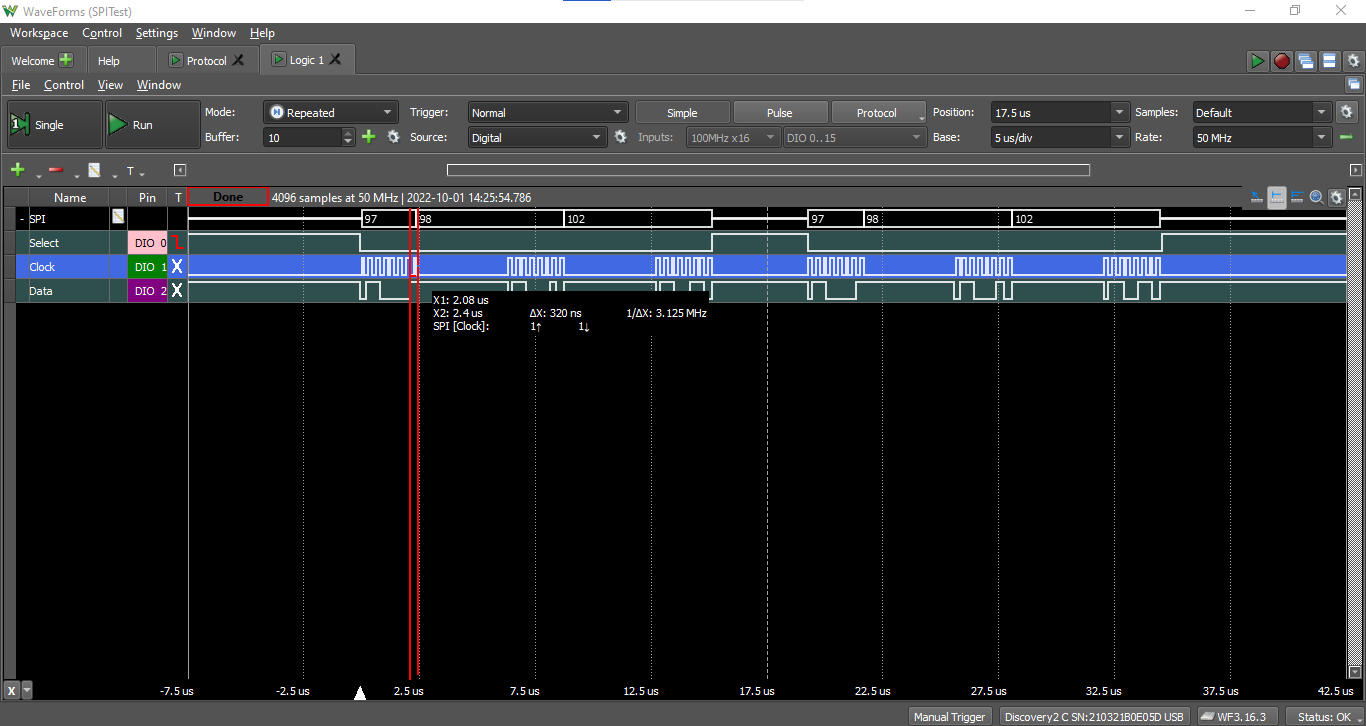 WaveForms (SPITest)
Workspace Control Settings Window Help
Welcome Help Protocol Logic 1
File Control View Window
Single Run Mode: Repeated Trigger: Normal Simple Pulse Protocol Position: 17.5 us Samples: Default
Buffer: 10 Source: Digital Inputs: 100MHz x16 DIO 0..15 Base: 5 us/div Rate: 50 MHz
T
Name Pin T Done 4096 samples at 50 MHz | 2022-10-01 14:25:54.786
- SPI 97 98 102 97 98 102
Select DIO 0
Clock DIO 1 X
Data DIO 2 X
X1: 2.08 us
X2: 2.4 us ΔX: 320 ns 1/ΔX: 3.125 MHz
SPI [Clock]: 1↑ 1↓
X -7.5 us -2.5 us 2.5 us 7.5 us 12.5 us 17.5 us 22.5 us 27.5 us 32.5 us 37.5 us 42.5 us
Manual Trigger Discovery2 C SN:210321B0E05D USB WF3.16.3 Status: OK